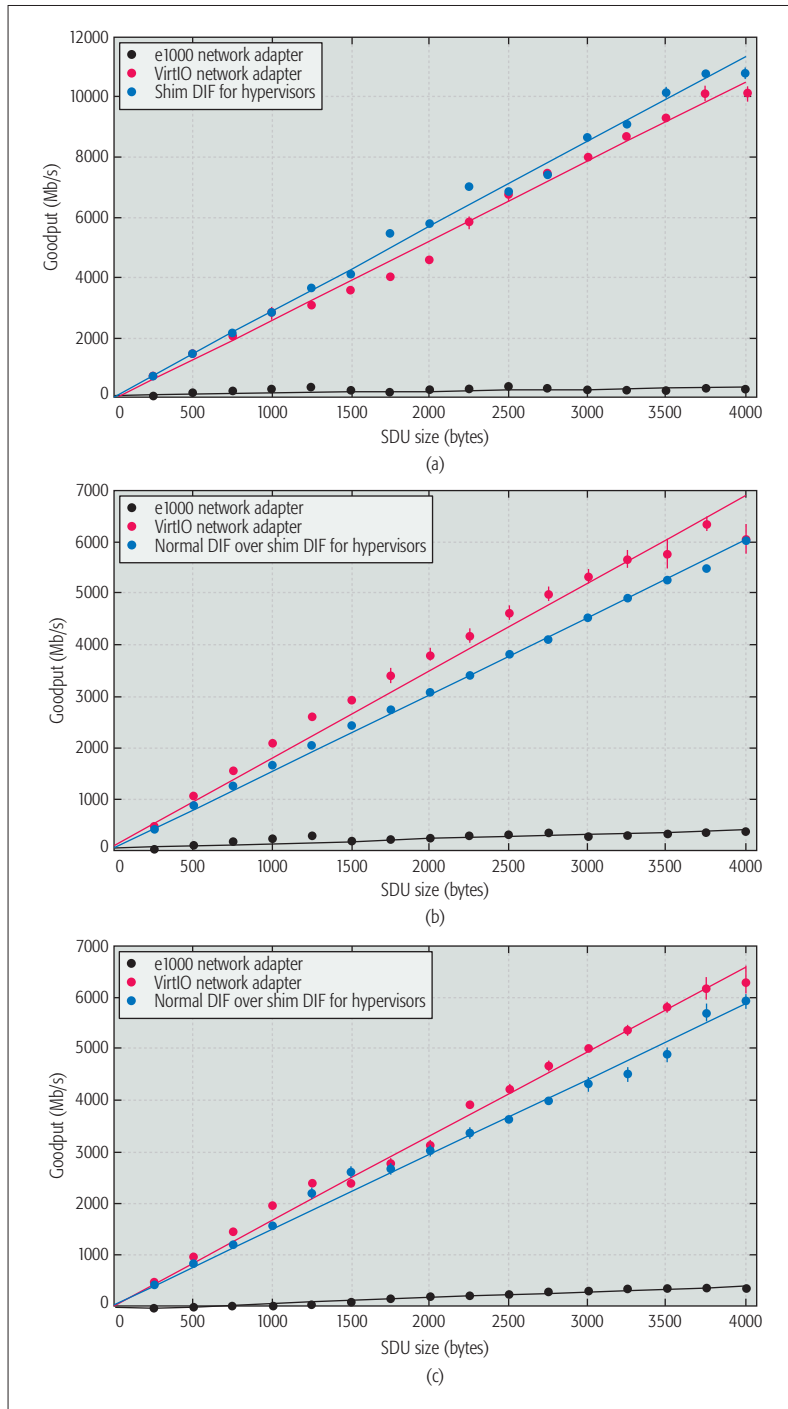 12000
10000
8000
6000
4000
2000
0
Goodput (Mb/s)
e1000 network adapter
VirtIO network adapter
Shim DIF for hypervisors
0 500 1000 1500 2000 2500 3000 3500 4000
SDU size (bytes)
(a)
7000
6000
5000
4000
3000
2000
1000
0
Goodput (Mb/s)
e1000 network adapter
VirtIO network adapter
Normal DIF over shim DIF for hypervisors
0 500 1000 1500 2000 2500 3000 3500 4000
SDU size (bytes)
(b)
7000
6000
5000
4000
3000
2000
1000
0
Goodput (Mb/s)
e1000 network adapter
VirtIO network adapter
Normal DIF over shim DIF for hypervisors
0 500 1000 1500 2000 2500 3000 3500 4000
SDU size (bytes)
(c)